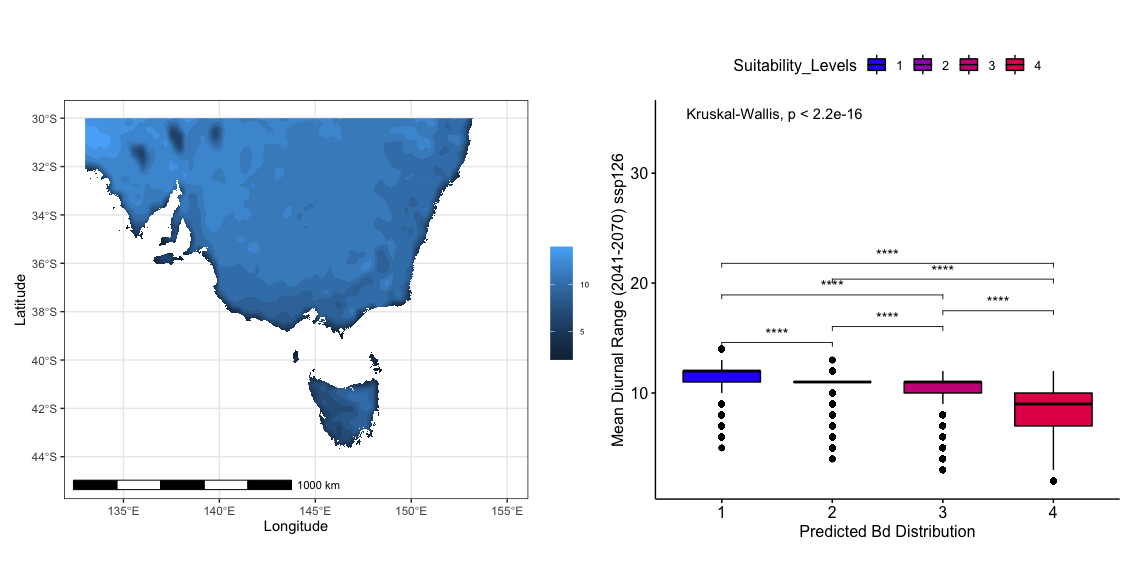 30°S
32°S
34°S
36°S
38°S
40°S
42°S
44°S
Latitude
1000 km
135°E 140°E 145°E 150°E 155°E
Longitude
10
5
Suitability_Levels 1 2 3 4
Kruskal-Wallis, p < 2.2e-16
Mean Diurnal Range (2041-2070) ssp126
30
20
10
****
****
****
****
****
****
1 2 3 4
Predicted Bd Distribution